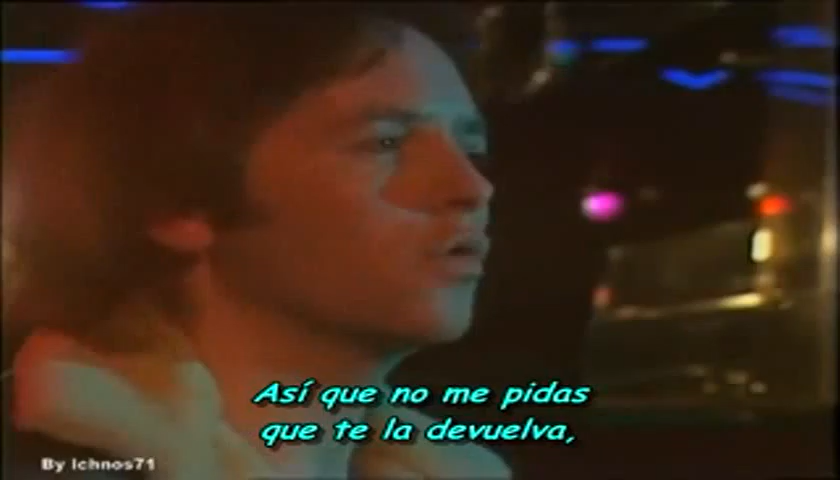 Así que no me pidas
que te la devuelva,
By Ichnos71